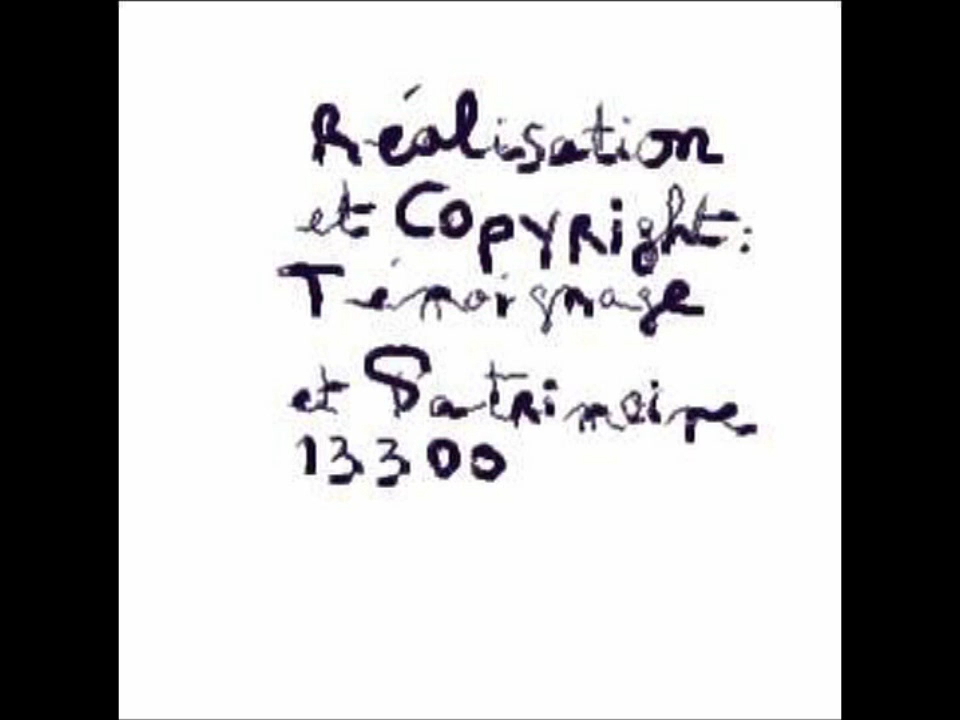 Réalisation
et Copyright:
Témoignage
et Patrimoine
13300